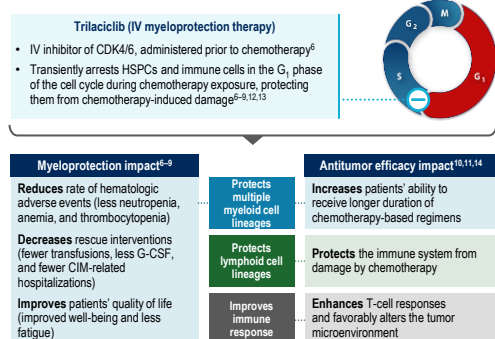 Trilaciclib (IV myeloprotection therapy)
• IV inhibitor of CDK4/6, administered prior to chemotherapy6
• Transiently arrests HSPCs and immune cells in the G1 phase
of the cell cycle during chemotherapy exposure, protecting
them from chemotherapy-induced damage6–9,12,13
M
G2
S
G1
Myeloprotection impact6–9
Reduces rate of hematologic
adverse events (less neutropenia,
anemia, and thrombocytopenia)
Decreases rescue interventions
(fewer transfusions, less G-CSF,
and fewer CIM-related
hospitalizations)
Improves patients' quality of life
(improved well-being and less
fatigue)
Protects
multiple
myeloid cell
lineages
Protects
lymphoid cell
lineages
Improves
immune
response
Antitumor efficacy impact10,11,14
Increases patients' ability to
receive longer duration of
chemotherapy-based regimens
Protects the immune system from
damage by chemotherapy
Enhances T-cell responses
and favorably alters the tumor
microenvironment